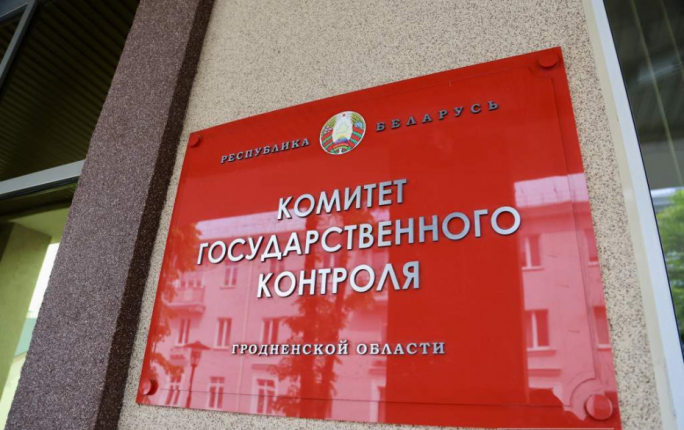 РЕСПУБЛИКА БЕЛАРУСЬ
КОМИТЕТ
ГОСУДАРСТВЕННОГО
КОНТРОЛЯ
ГРОДНЕНСКОЙ ОБЛАСТИ